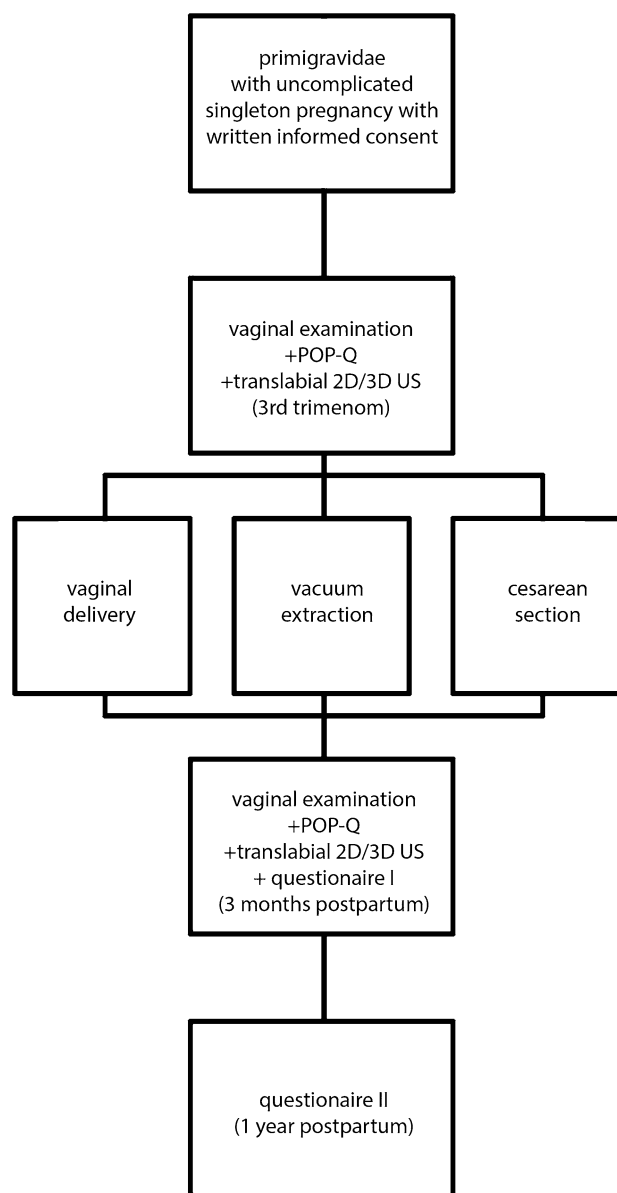 primigravidae
with uncomplicated
singleton pregnancy with
written informed consent
vaginal examination
+POP-Q
+translabial 2D/3D US
(3rd trimenom)
vaginal
delivery
vacuum
extraction
cesarean
section
vaginal examination
+POP-Q
+translabial 2D/3D US
+ questionaire I
(3 months postpartum)
questionaire II
(1 year postpartum)